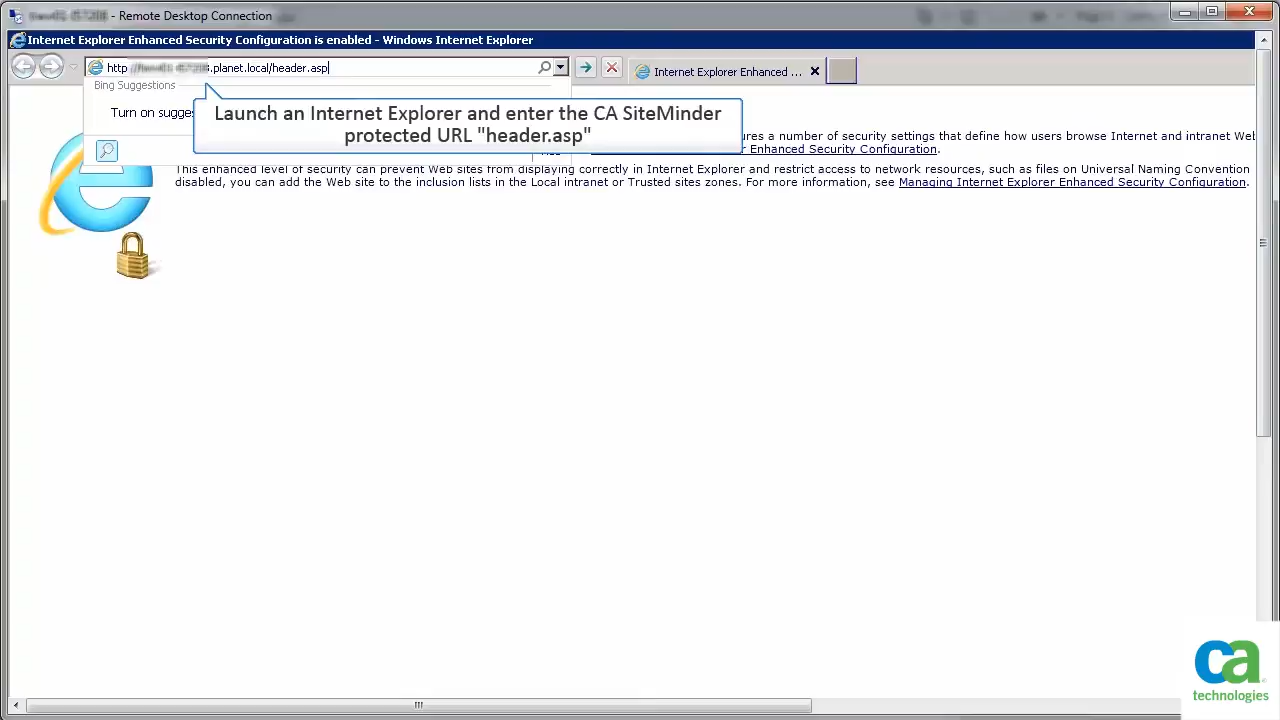 - Remote Desktop Connection
Internet Explorer Enhanced Security Configuration is enabled - Windows Internet Explorer
http .planet.local/header.asp
Internet Explorer Enhanced ...
Bing Suggestions
Turn on sugges
Launch an Internet Explorer and enter the CA SiteMinder
protected URL "header.asp"
ures a number of security settings that define how users browse Internet and intranet Web
er Enhanced Security Configuration.
This enhanced level of security can prevent Web sites from displaying correctly in Internet Explorer and restrict access to network resources, such as files on Universal Naming Convention
disabled, you can add the Web site to the inclusion lists in the Local intranet or Trusted sites zones. For more information, see Managing Internet Explorer Enhanced Security Configuration.
ca
technologies